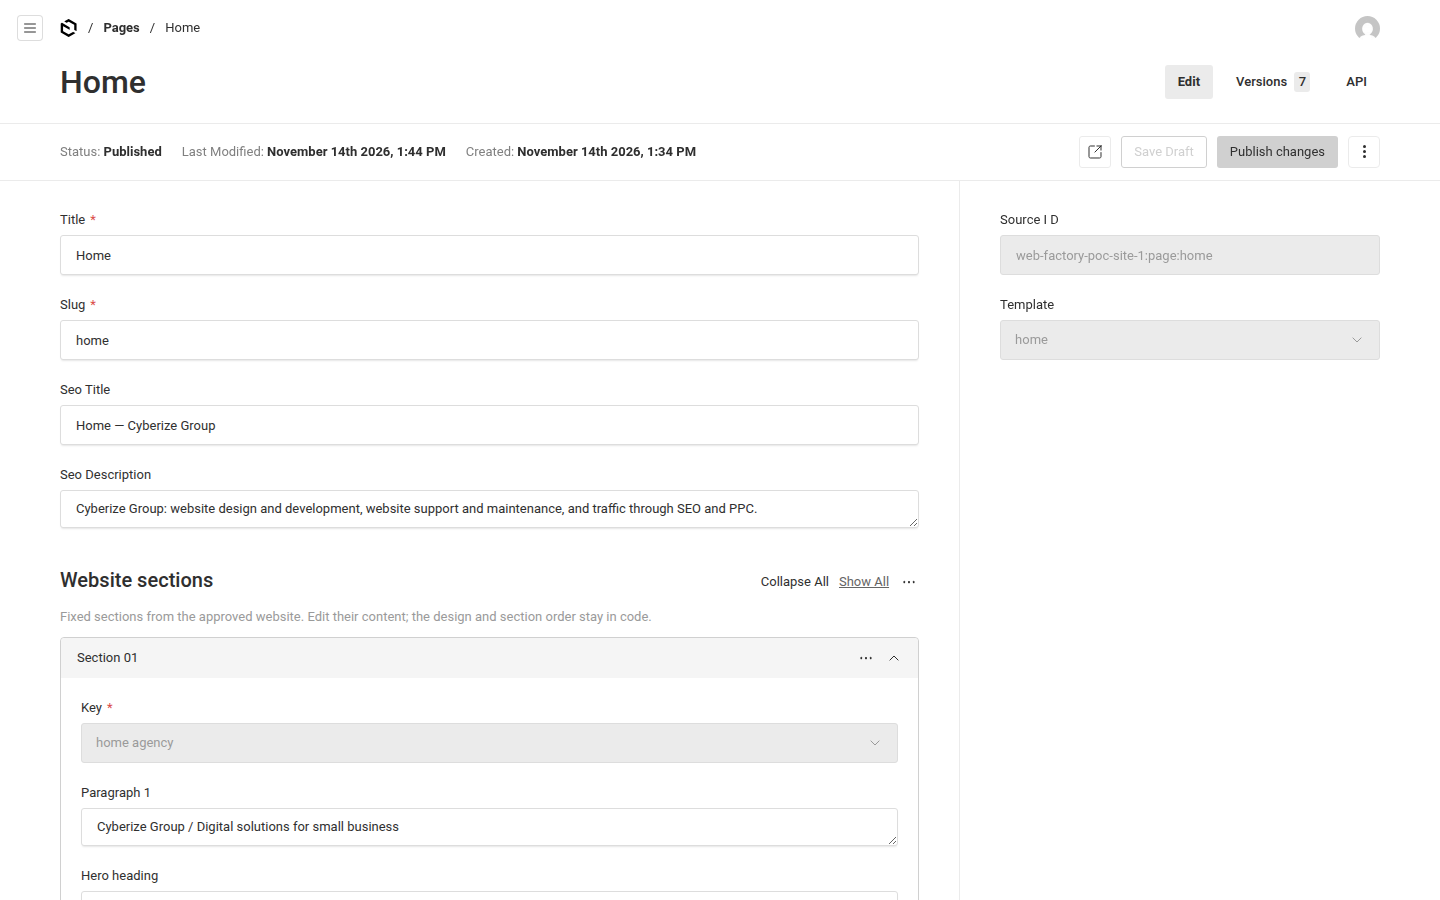 / Pages / Home
Home
Edit
Versions 7
API
Status: Published Last Modified: November 14th 2026, 1:44 PM Created: November 14th 2026, 1:34 PM
Save Draft
Publish changes
Title *
Home
Slug *
home
Seo Title
Home — Cyberize Group
Seo Description
Cyberize Group: website design and development, website support and maintenance, and traffic through SEO and PPC.
Source I D
web-factory-poc-site-1:page:home
Template
home
Website sections
Collapse All Show All
Fixed sections from the approved website. Edit their content; the design and section order stay in code.
Section 01
Key *
home agency
Paragraph 1
Cyberize Group / Digital solutions for small business
Hero heading